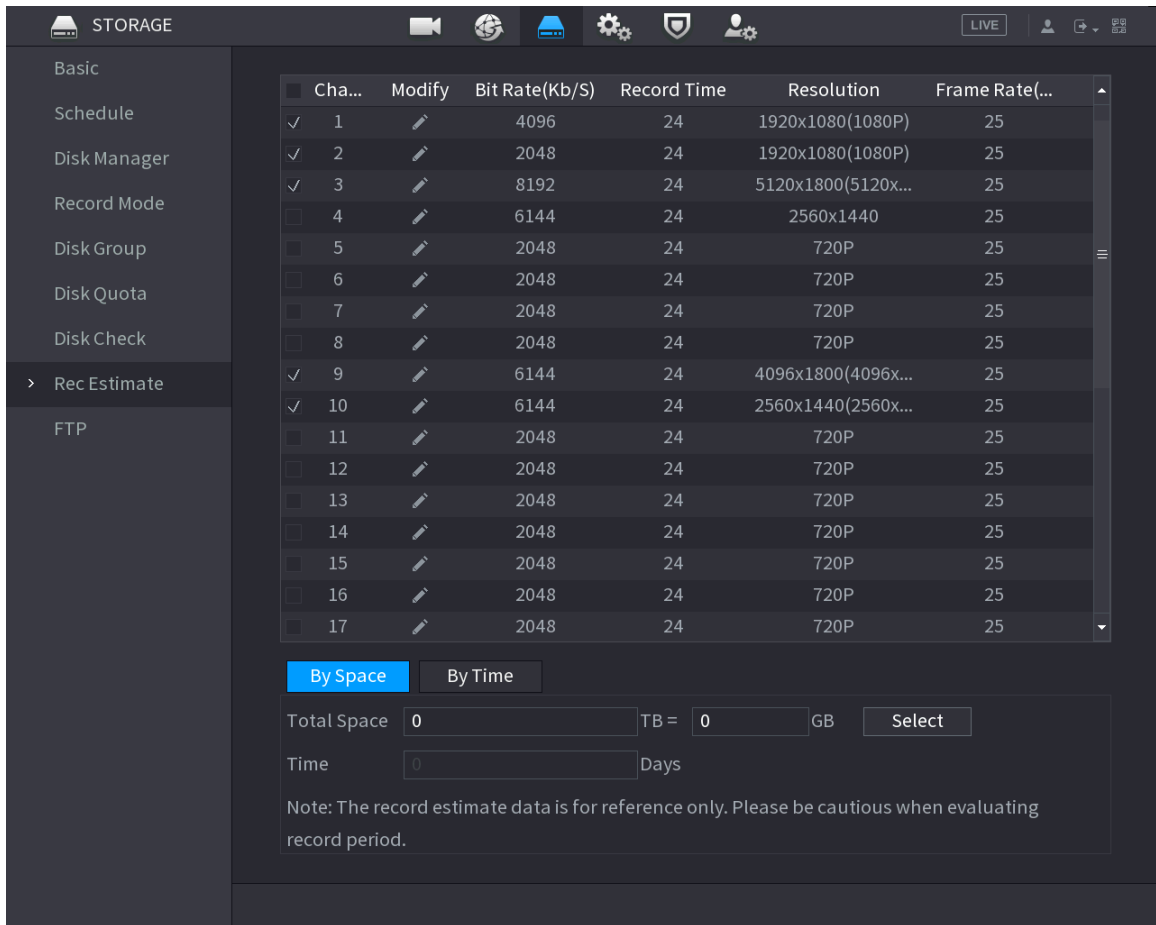 STORAGE LIVE
Basic
Schedule
Disk Manager
Record Mode
Disk Group
Disk Quota
Disk Check
Rec Estimate
FTP
Cha... Modify Bit Rate(Kb/S) Record Time Resolution Frame Rate(...
1 4096 24 1920x1080(1080P) 25
2 2048 24 1920x1080(1080P) 25
3 8192 24 5120x1800(5120x... 25
4 6144 24 2560x1440 25
5 2048 24 720P 25
6 2048 24 720P 25
7 2048 24 720P 25
8 2048 24 720P 25
9 6144 24 4096x1800(4096x... 25
10 6144 24 2560x1440(2560x... 25
11 2048 24 720P 25
12 2048 24 720P 25
13 2048 24 720P 25
14 2048 24 720P 25
15 2048 24 720P 25
16 2048 24 720P 25
17 2048 24 720P 25
By Space By Time
Total Space 0 TB = 0 GB Select
Time 0 Days
Note: The record estimate data is for reference only. Please be cautious when evaluating
record period.